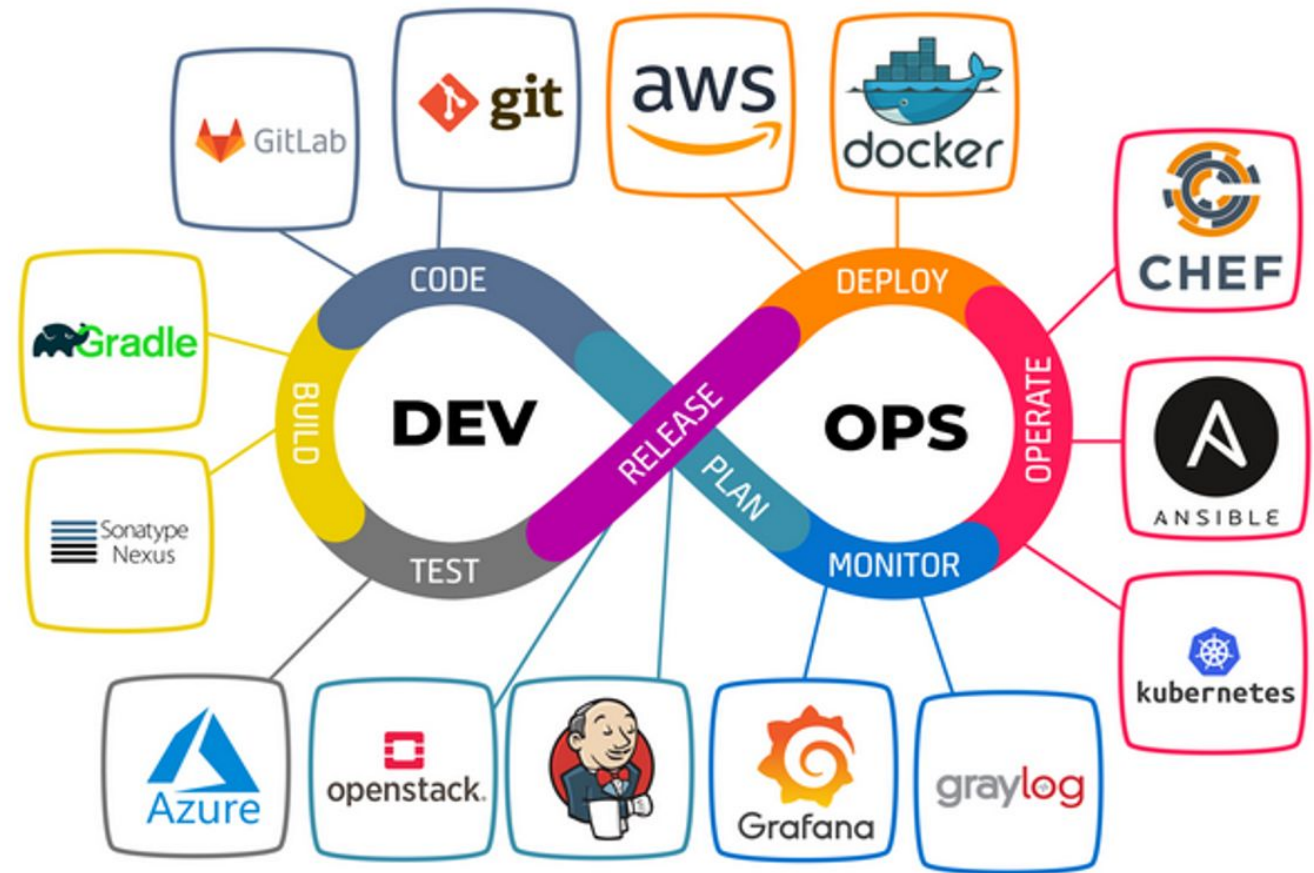 GitLab
git
aws
docker
CHEF
Gradle
CODE
DEPLOY
BUILD
DEV
RELEASE
PLAN
OPS
OPERATE
ANSIBLE
Sonatype
Nexus
TEST
MONITOR
kubernetes
Azure
openstack.
Grafana
graylog